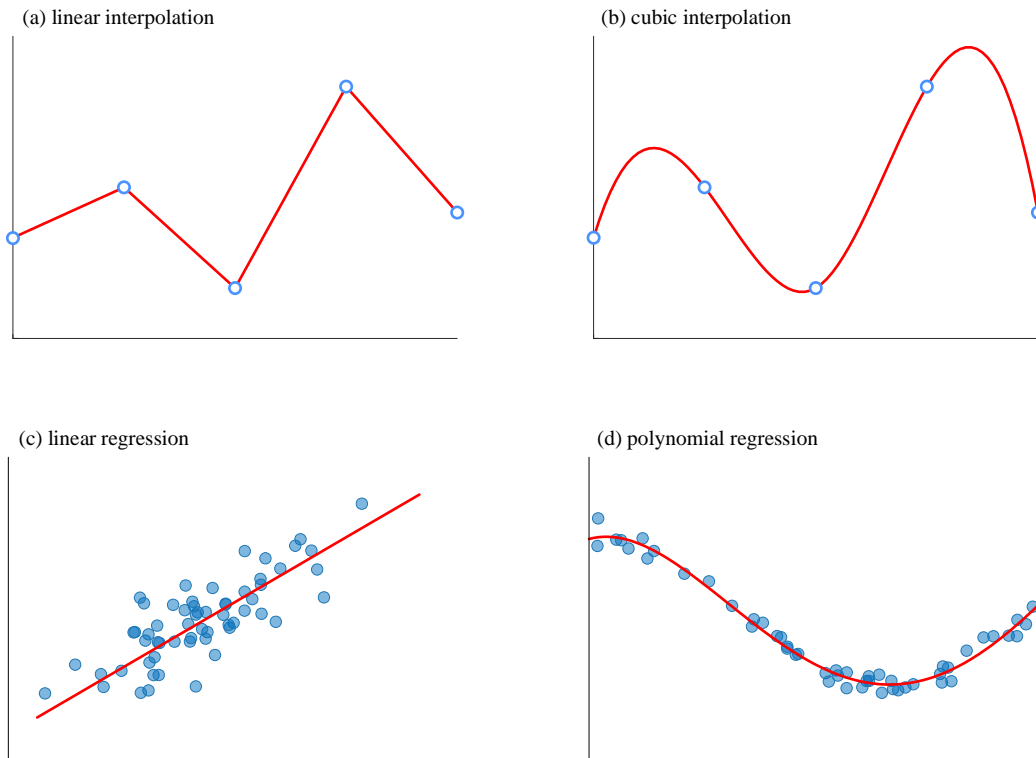 (a) linear interpolation
(b) cubic interpolation
(c) linear regression
(d) polynomial regression